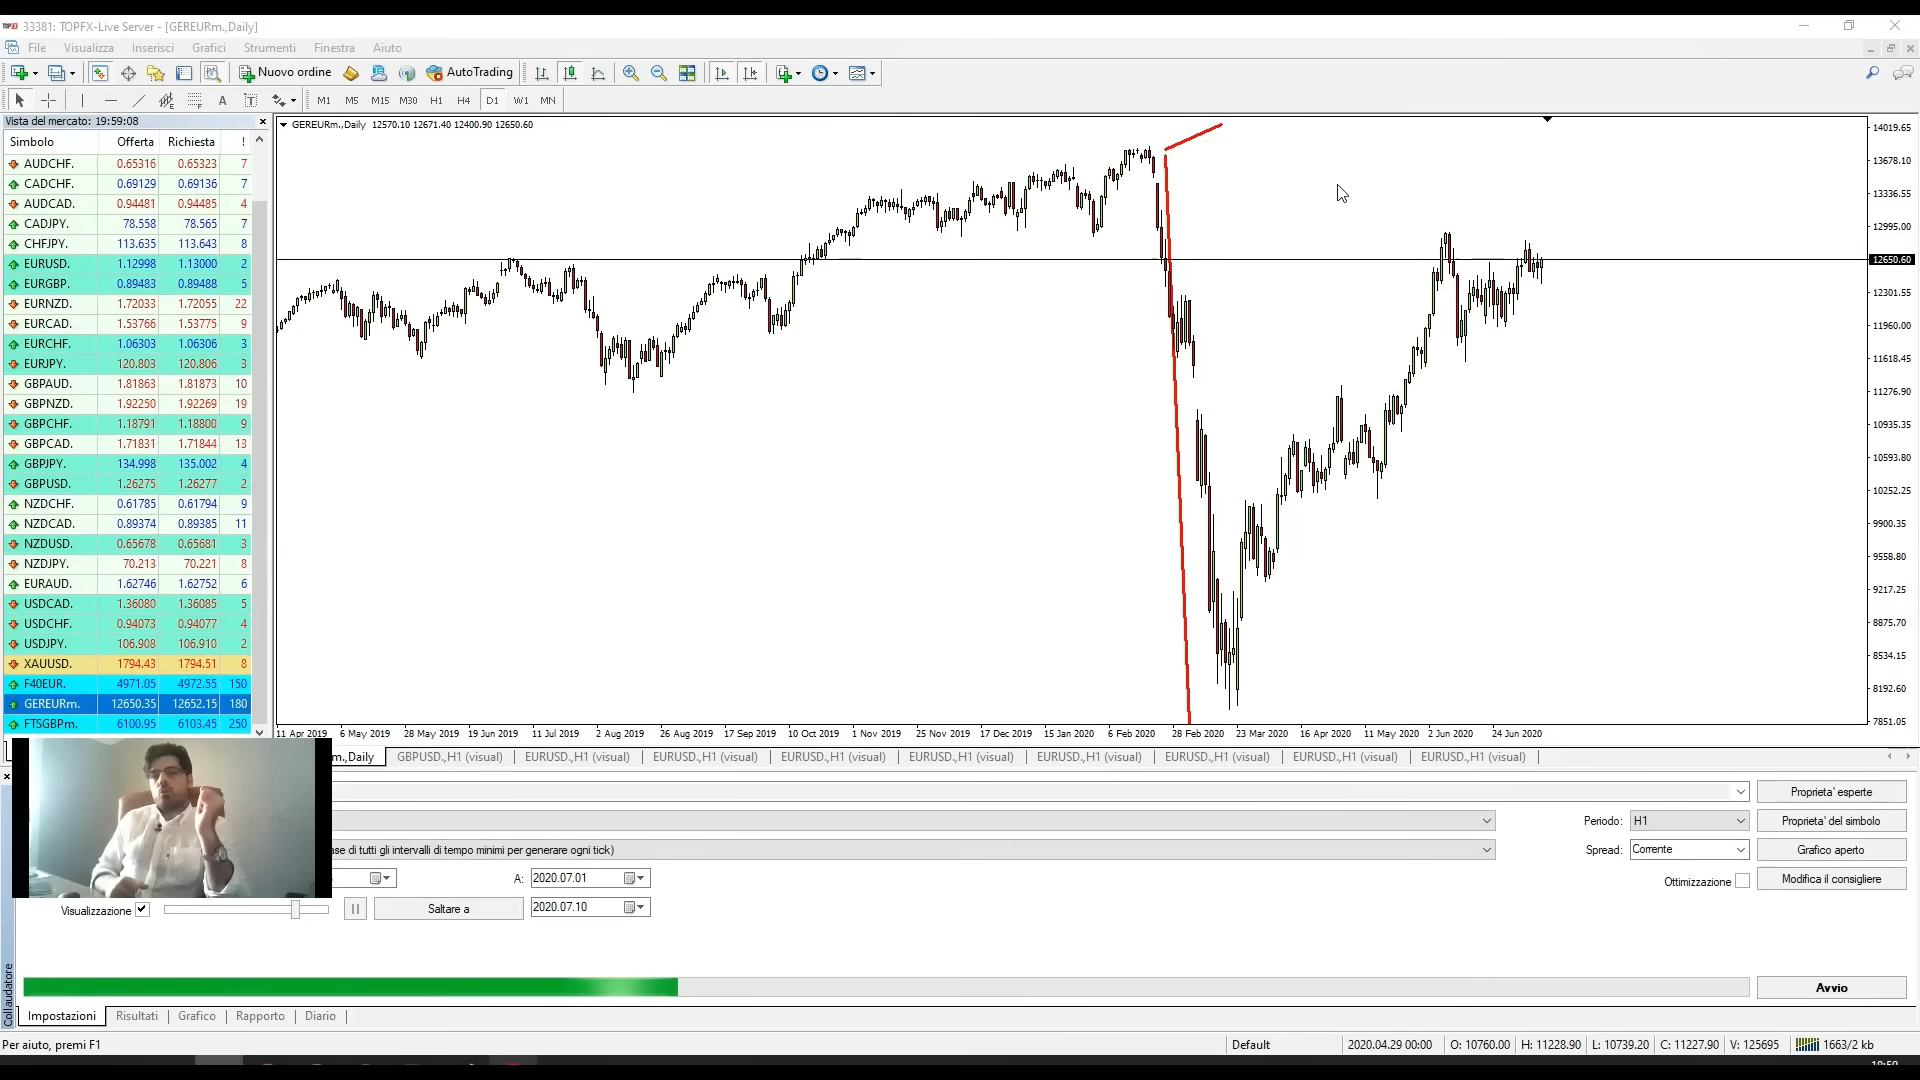 33381: TOPFX-Live Server - [GEREURm.,Daily]
File Visualizza Inserisci Grafici Strumenti Finestra Aiuto
Nuovo ordine AutoTrading
A T M1 M5 M15 M30 H1 H4 D1 W1 MN
Vista del mercato: 19:59:08
Simbolo Offerta Richiesta !
AUDCHF. 0.65316 0.65323 7
CADCHF. 0.69129 0.69136 7
AUDCAD. 0.94481 0.94485 4
CADJPY. 78.558 78.565 7
CHFJPY. 113.635 113.643 8
EURUSD. 1.12998 1.13000 2
EURGBP. 0.89483 0.89488 5
EURNZD. 1.72033 1.72055 22
EURCAD. 1.53766 1.53775 9
EURCHF. 1.06303 1.06306 3
EURJPY. 120.803 120.806 3
GBPAUD. 1.81863 1.81873 10
GBPNZD. 1.92250 1.92269 19
GBPCHF. 1.18791 1.18800 9
GBPCAD. 1.71831 1.71844 13
GBPJPY. 134.998 135.002 4
GBPUSD. 1.26275 1.26277 2
NZDCHF. 0.61785 0.61794 9
NZDCAD. 0.89374 0.89385 11
NZDUSD. 0.65678 0.65681 3
NZDJPY. 70.213 70.221 8
EURAUD. 1.62746 1.62752 6
USDCAD. 1.36080 1.36085 5
USDCHF. 0.94073 0.94077 4
USDJPY. 106.908 106.910 2
XAUUSD. 1794.43 1794.51 8
F40EUR. 4971.05 4972.55 150
GEREURm. 12650.35 12652.15 180
FTSGBPm. 6100.95 6103.45 250
GEREURm.,Daily 12570.10 12671.40 12400.90 12650.60
14019.65
13678.10
13336.55
12995.00
12650.60
12301.55
11960.00
11618.45
11276.90
10935.35
10593.80
10252.25
9900.35
9558.80
9217.25
8875.70
8534.15
8192.60
7851.05
11 Apr 2019 6 May 2019 28 May 2019 19 Jun 2019 11 Jul 2019 2 Aug 2019 26 Aug 2019 17 Sep 2019 10 Oct 2019 1 Nov 2019 25 Nov 2019 17 Dec 2019 15 Jan 2020 6 Feb 2020 28 Feb 2020 23 Mar 2020 16 Apr 2020 11 May 2020 2 Jun 2020 24 Jun 2020
m.,Daily GBPUSD.,H1 (visual) EURUSD.,H1 (visual) EURUSD.,H1 (visual) EURUSD.,H1 (visual) EURUSD.,H1 (visual) EURUSD.,H1 (visual) EURUSD.,H1 (visual) EURUSD.,H1 (visual) EURUSD.,H1 (visual)
Proprieta' esperte
Periodo: H1 Proprieta' del simbolo
ase di tutti gli intervalli di tempo minimi per generare ogni tick) Spread: Corrente Grafico aperto
A: 2020.07.01 Ottimizzazione Modifica il consigliere
Visualizzazione Saltare a 2020.07.10
Avvio
Collaudatore
Impostazioni Risultati Grafico Rapporto Diario
Per aiuto, premi F1 Default 2020.04.29 00:00 O: 10760.00 H: 11228.90 L: 10739.20 C: 11227.90 V: 125695 1663/2 kb